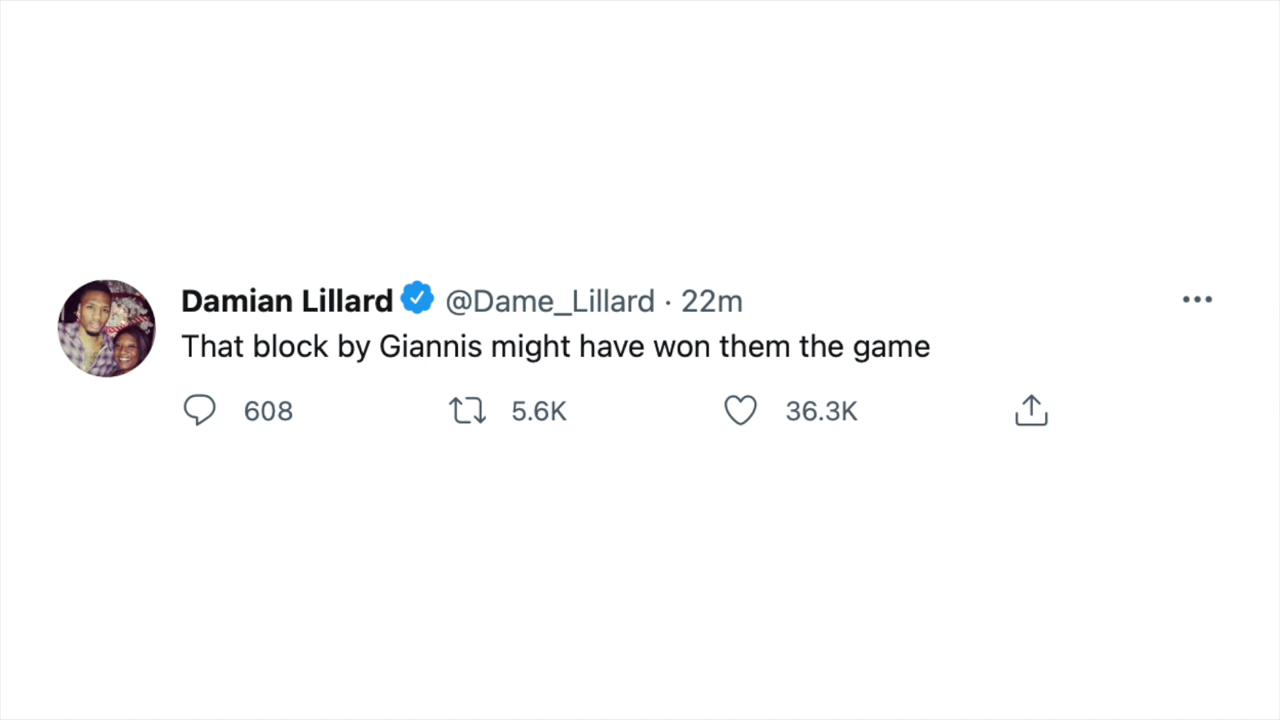 Damian Lillard @Dame_Lillard · 22m
That block by Giannis might have won them the game
608 5.6K 36.3K